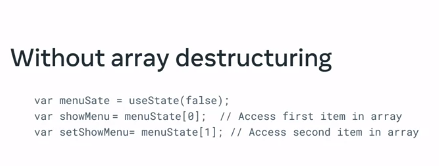 Without array destructuring
var menuSate = useState(false);
var showMenu = menuState[0];  // Access first item in array
var setShowMenu= menuState[1]; // Access second item in array